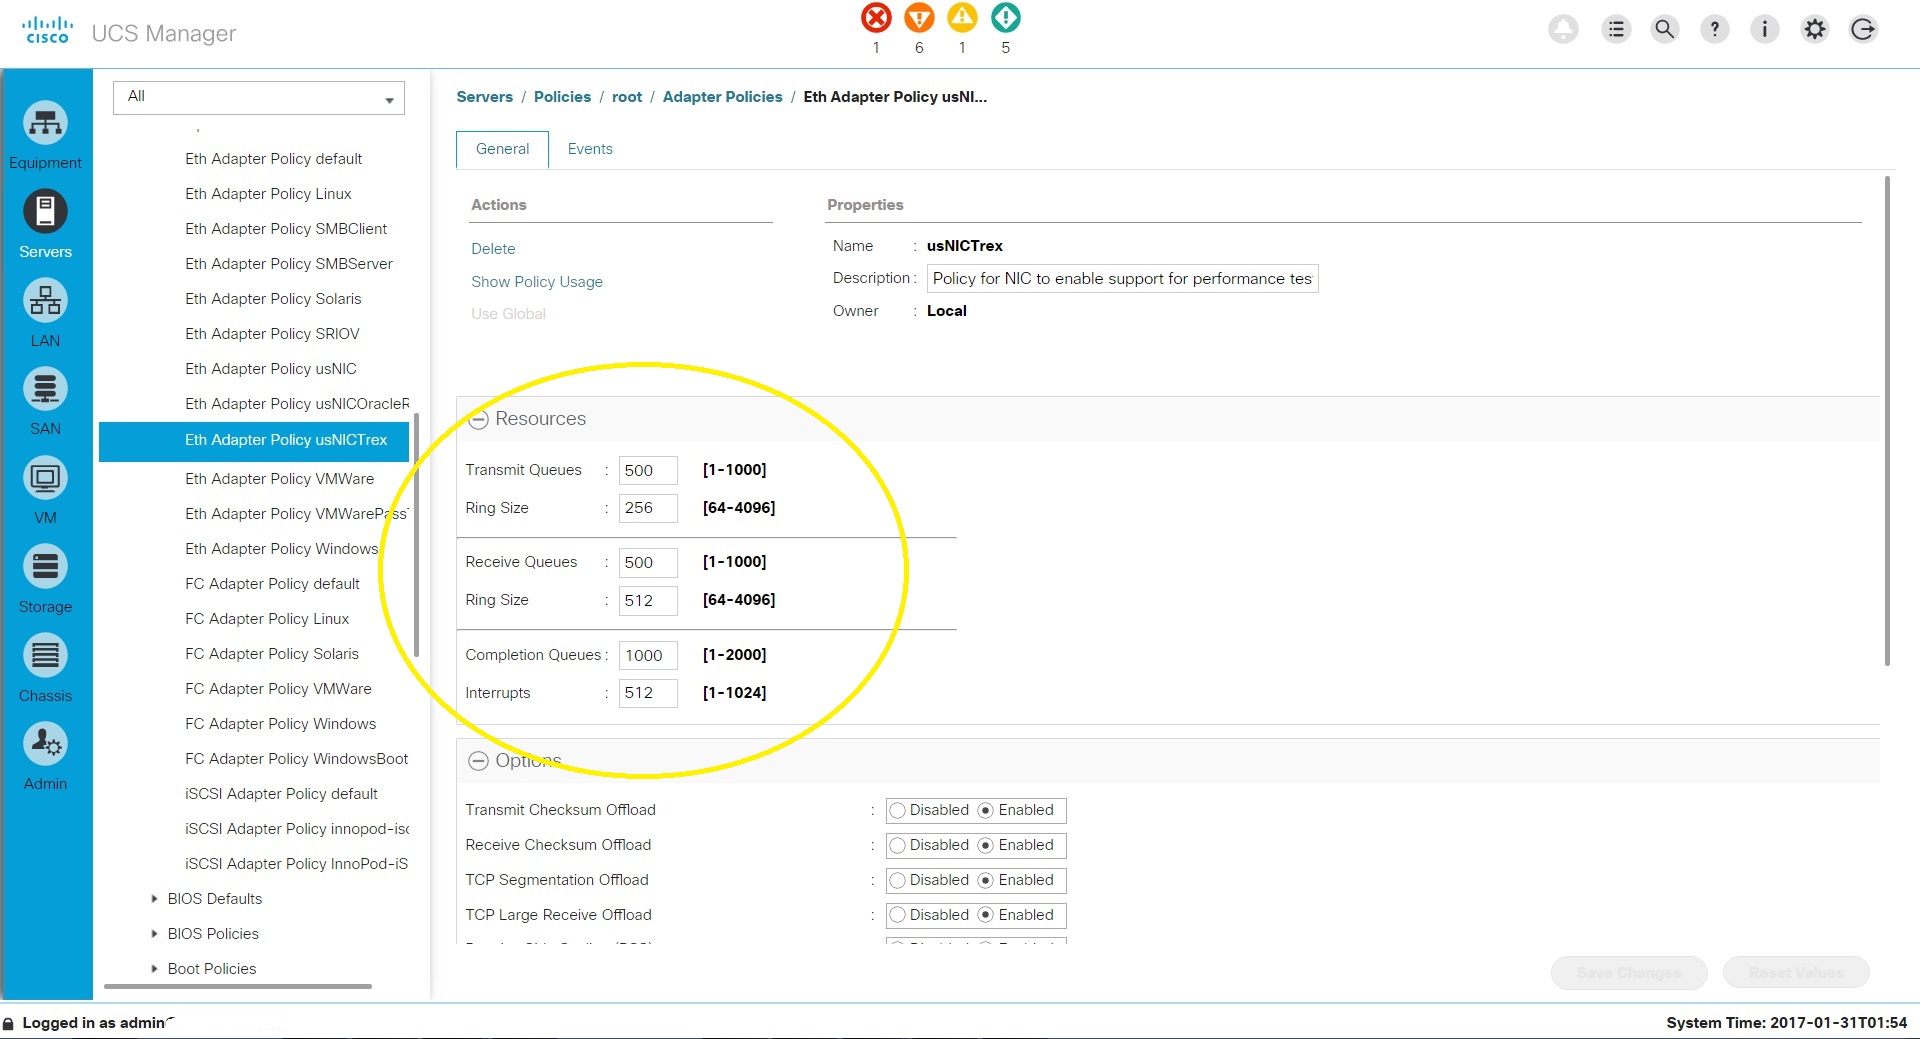 cisco UCS Manager
1 6 1 5
All
Equipment
Servers
LAN
SAN
VM
Storage
Chassis
Admin
Eth Adapter Policy default
Eth Adapter Policy Linux
Eth Adapter Policy SMBClient
Eth Adapter Policy SMBServer
Eth Adapter Policy Solaris
Eth Adapter Policy SRIOV
Eth Adapter Policy usNIC
Eth Adapter Policy usNICOracleR
Eth Adapter Policy usNICTrex
Eth Adapter Policy VMWare
Eth Adapter Policy VMWarePassT
Eth Adapter Policy Windows
FC Adapter Policy default
FC Adapter Policy Linux
FC Adapter Policy Solaris
FC Adapter Policy VMWare
FC Adapter Policy Windows
FC Adapter Policy WindowsBoot
iSCSI Adapter Policy default
iSCSI Adapter Policy innopod-isc
iSCSI Adapter Policy InnoPod-iS
BIOS Defaults
BIOS Policies
Boot Policies
Servers / Policies / root / Adapter Policies / Eth Adapter Policy usNI...
General Events
Actions
Delete
Show Policy Usage
Use Global
Properties
Name : usNICTrex
Description : Policy for NIC to enable support for performance tes
Owner : Local
Resources
Transmit Queues : 500 [1-1000]
Ring Size : 256 [64-4096]
Receive Queues : 500 [1-1000]
Ring Size : 512 [64-4096]
Completion Queues : 1000 [1-2000]
Interrupts : 512 [1-1024]
Options
Transmit Checksum Offload : Disabled Enabled
Receive Checksum Offload : Disabled Enabled
TCP Segmentation Offload : Disabled Enabled
TCP Large Receive Offload : Disabled Enabled
Save Changes Reset Values
Logged in as admin
System Time: 2017-01-31T01:54